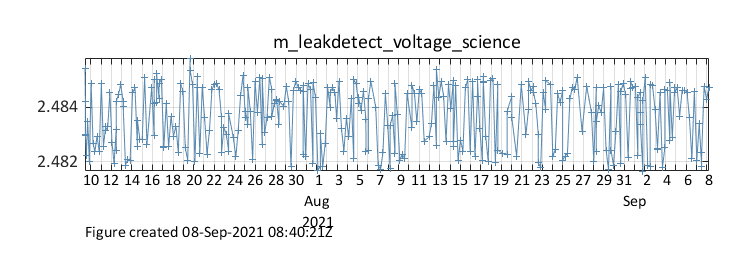 m_leakdetect_voltage_science
2.484
2.482
10 12 14 16 18 20 22 24 26 28 30 1 3 5 7 9 11 13 15 17 19 21 23 25 27 29 31 2 4 6 8
Aug Sep
2021
Figure created 08-Sep-2021 08:40:21Z